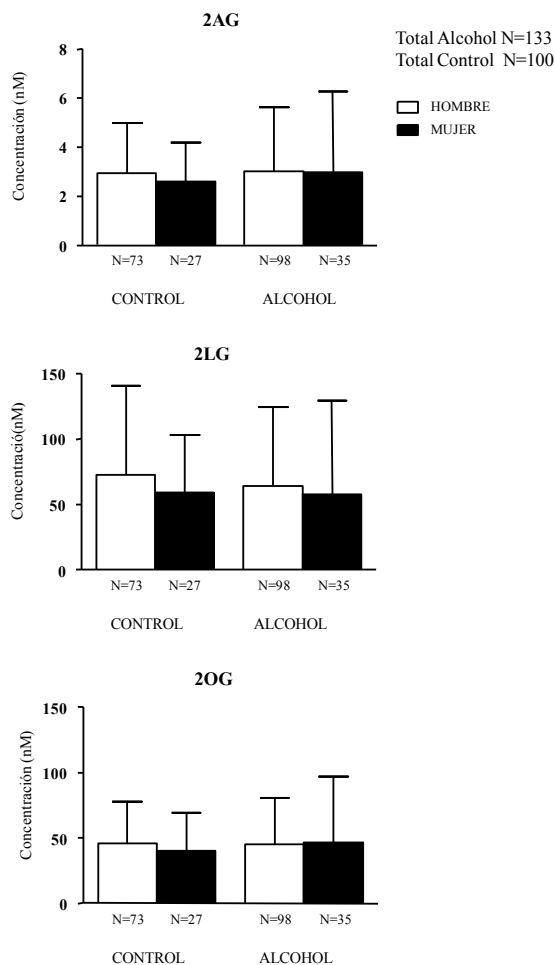 2AG
Total Alcohol N=133
Total Control N=100
HOMBRE
MUJER
Concentración (nM)
8
6
4
2
0
N=73 N=27 N=98 N=35
CONTROL ALCOHOL
2LG
Concentració(nM)
150
100
50
0
N=73 N=27 N=98 N=35
CONTROL ALCOHOL
2OG
Concentración (nM)
150
100
50
0
N=73 N=27 N=98 N=35
CONTROL ALCOHOL